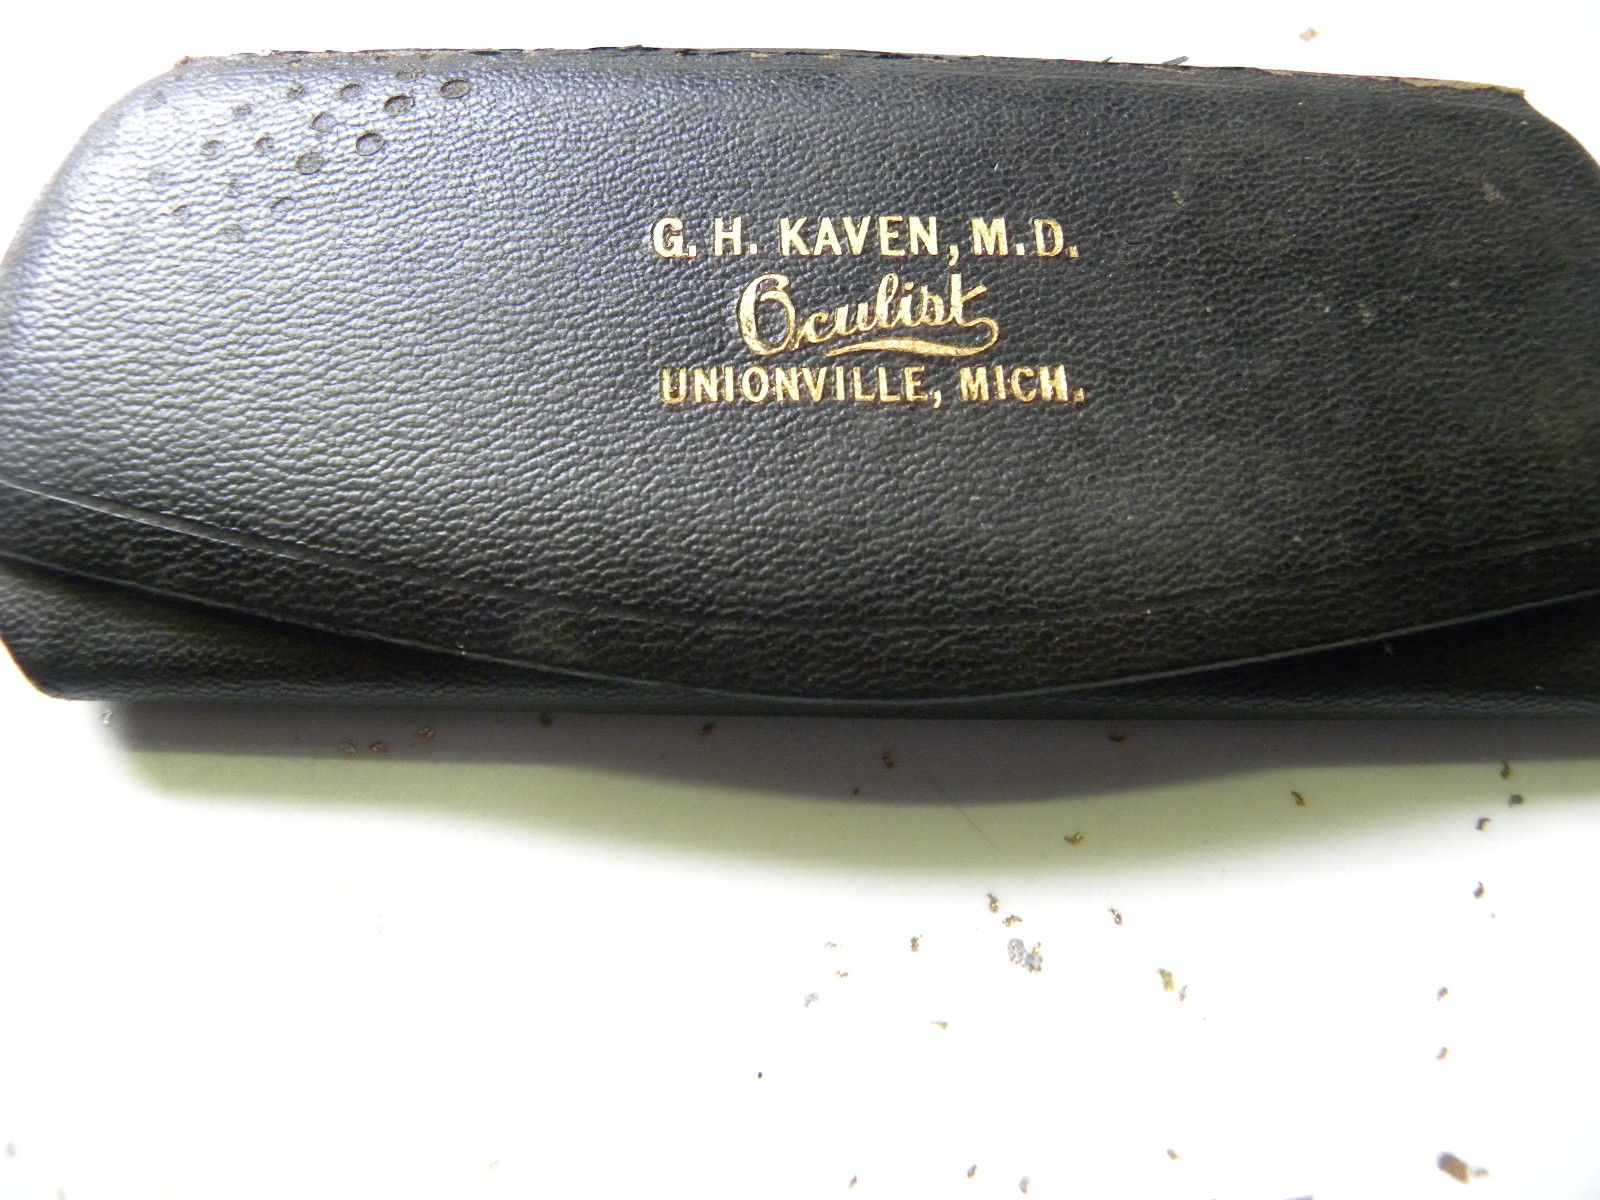 G. H. KAVEN, M.D.
Oculist
UNIONVILLE, MICH.